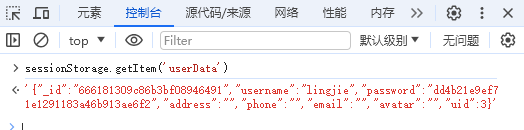 元素 控制台 源代码/来源 网络 性能 内存
top Filter 默认级别 无问题
> sessionStorage.getItem('userData')
'{"_id":"666181309c86b3bf08946491","username":"lingjie","password":"dd4b21e9ef7
1e1291183a46b913ae6f2","address":"","phone":"","email":"","avatar":"","uid":3}'
>